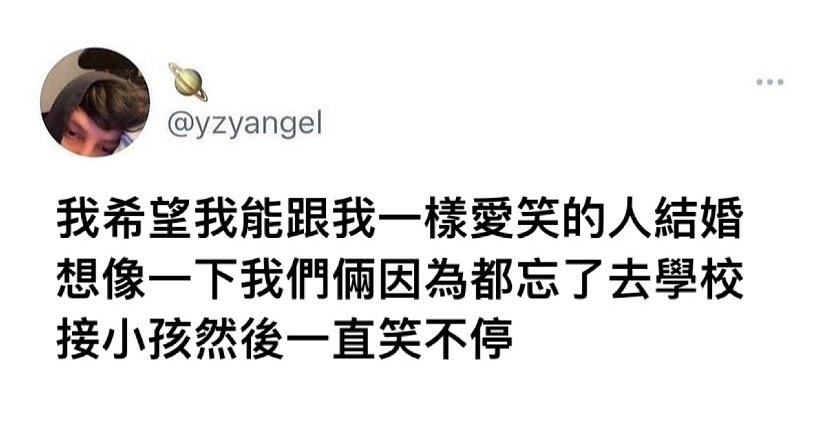 @yzyangel
我希望我能跟我一樣愛笑的人結婚
想像一下我們倆因為都忘了去學校
接小孩然後一直笑不停